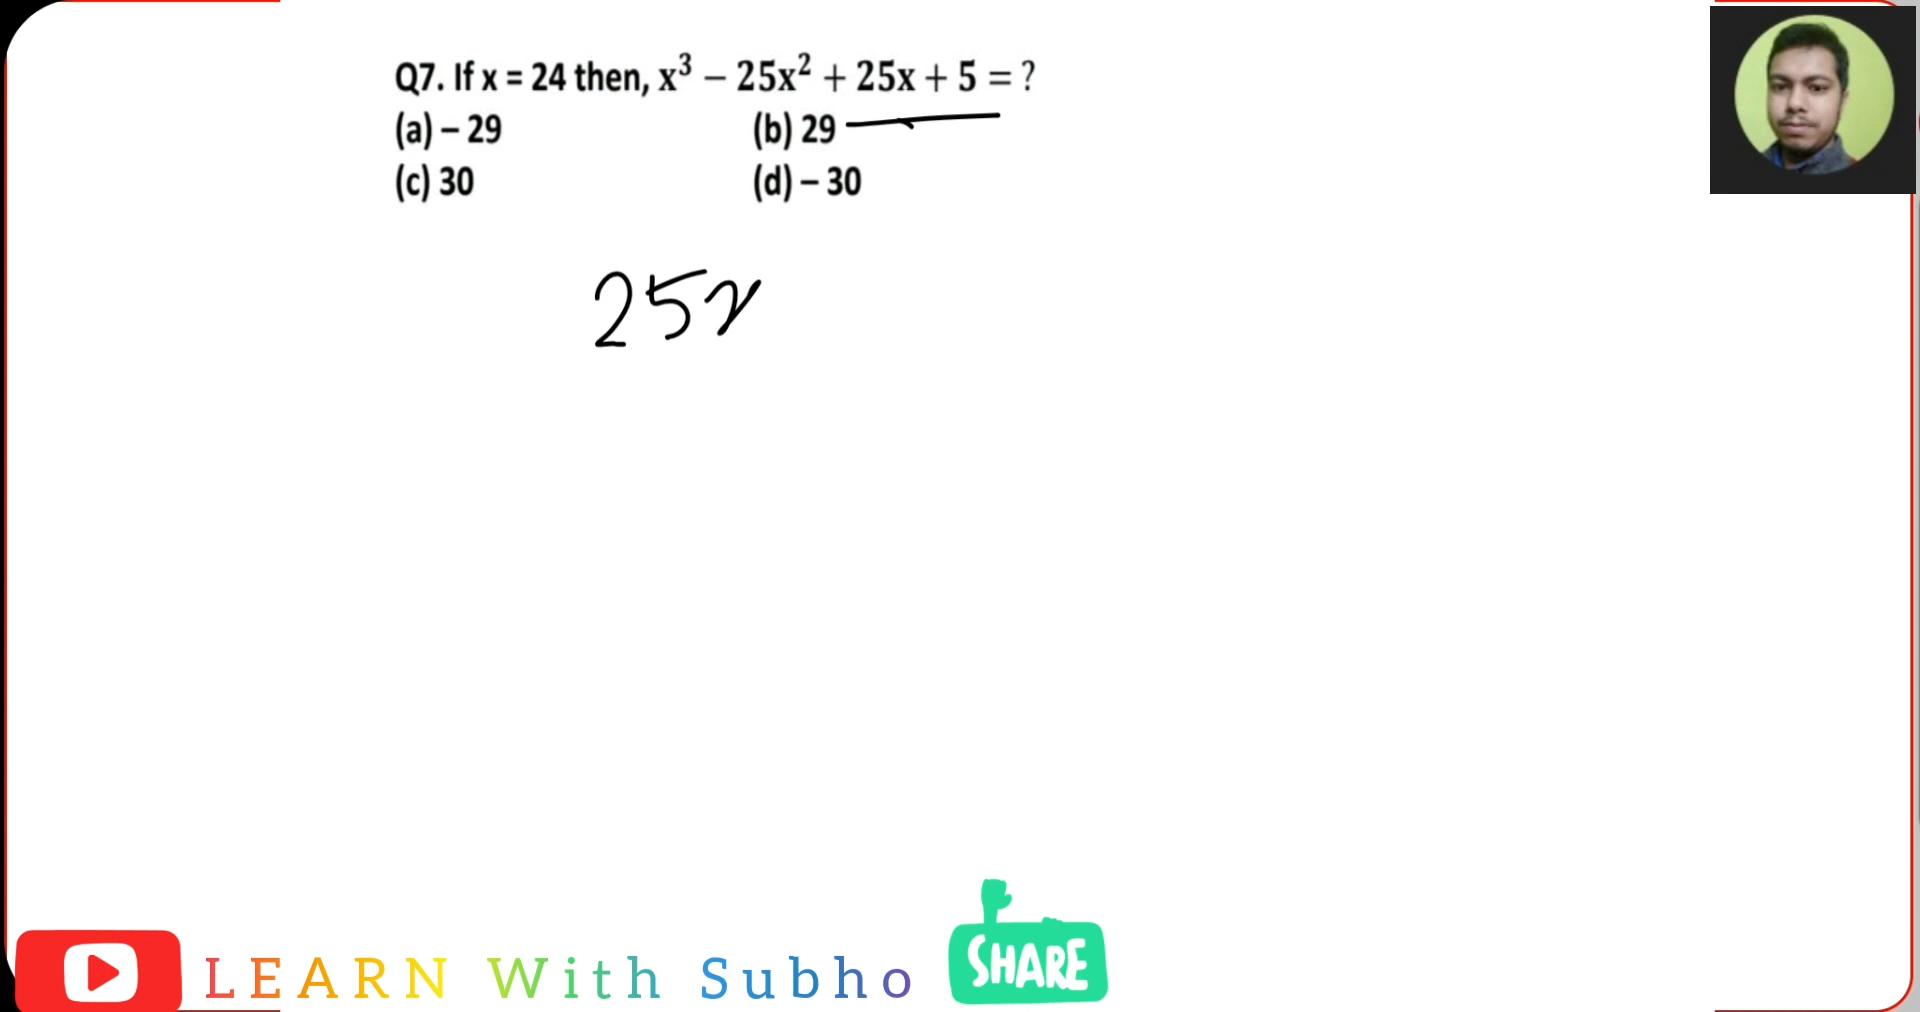 Q7. If x = 24 then, x³ − 25x² + 25x + 5 = ?
(a) – 29 (b) 29
(c) 30 (d) – 30
25x
LEARN With Subho
SHARE